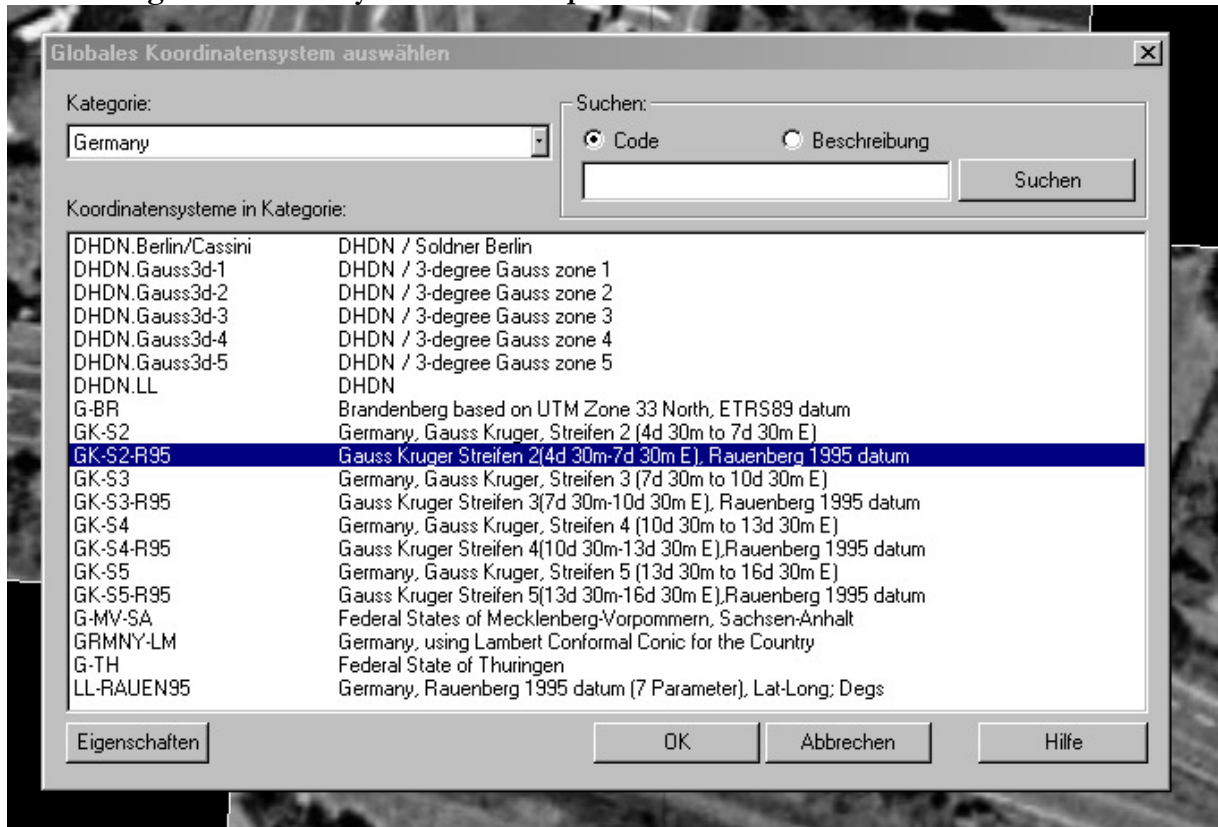 Globales Koordinatensystem auswählen
Kategorie:
Germany
Suchen:
Code
Beschreibung
Suchen
Koordinatensysteme in Kategorie:
DHDN.Berlin/Cassini DHDN / Soldner Berlin
DHDN.Gauss3d-1 DHDN / 3-degree Gauss zone 1
DHDN.Gauss3d-2 DHDN / 3-degree Gauss zone 2
DHDN.Gauss3d-3 DHDN / 3-degree Gauss zone 3
DHDN.Gauss3d-4 DHDN / 3-degree Gauss zone 4
DHDN.Gauss3d-5 DHDN / 3-degree Gauss zone 5
DHDN.LL DHDN
G-BR Brandenberg based on UTM Zone 33 North, ETRS89 datum
GK-S2 Germany, Gauss Kruger, Streifen 2 (4d 30m to 7d 30m E)
GK-S2-R95 Gauss Kruger Streifen 2(4d 30m-7d 30m E), Rauenberg 1995 datum
GK-S3 Germany, Gauss Kruger, Streifen 3 (7d 30m to 10d 30m E)
GK-S3-R95 Gauss Kruger Streifen 3(7d 30m-10d 30m E), Rauenberg 1995 datum
GK-S4 Germany, Gauss Kruger, Streifen 4 (10d 30m to 13d 30m E)
GK-S4-R95 Gauss Kruger Streifen 4(10d 30m-13d 30m E),Rauenberg 1995 datum
GK-S5 Germany, Gauss Kruger, Streifen 5 (13d 30m to 16d 30m E)
GK-S5-R95 Gauss Kruger Streifen 5(13d 30m-16d 30m E),Rauenberg 1995 datum
G-MV-SA Federal States of Mecklenberg-Vorpommern, Sachsen-Anhalt
GRMNY-LM Germany, using Lambert Conformal Conic for the Country
G-TH Federal State of Thuringen
LL-RAUEN95 Germany, Rauenberg 1995 datum (7 Parameter), Lat-Long; Degs
Eigenschaften
OK
Abbrechen
Hilfe